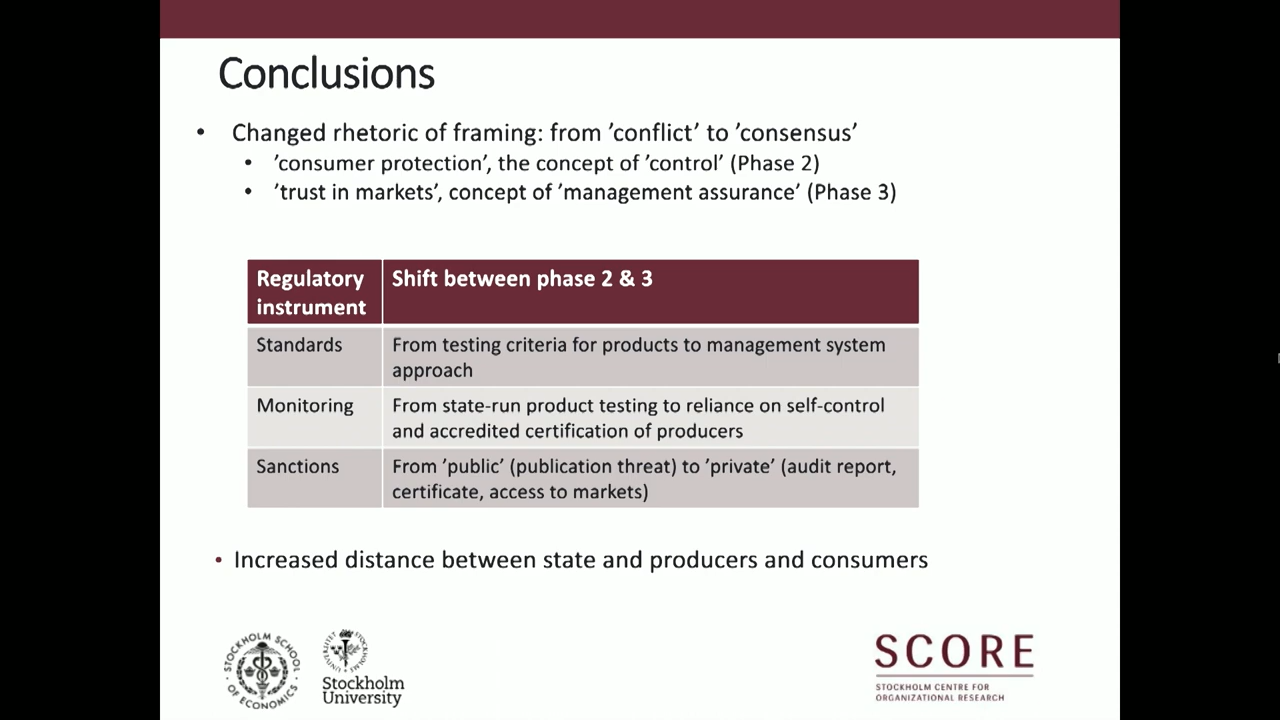 Conclusions
• Changed rhetoric of framing: from ’conflict’ to ’consensus’
• ’consumer protection’, the concept of ’control’ (Phase 2)
• ’trust in markets’, concept of ’management assurance’ (Phase 3)
Regulatory
instrument
Shift between phase 2 & 3
Standards
From testing criteria for products to management system
approach
Monitoring
From state-run product testing to reliance on self-control
and accredited certification of producers
Sanctions
From ’public’ (publication threat) to ’private’ (audit report,
certificate, access to markets)
• Increased distance between state and producers and consumers
STOCKHOLM SCHOOL
OF ECONOMICS
Stockholm
University
SCORE
STOCKHOLM CENTRE FOR
ORGANIZATIONAL RESEARCH